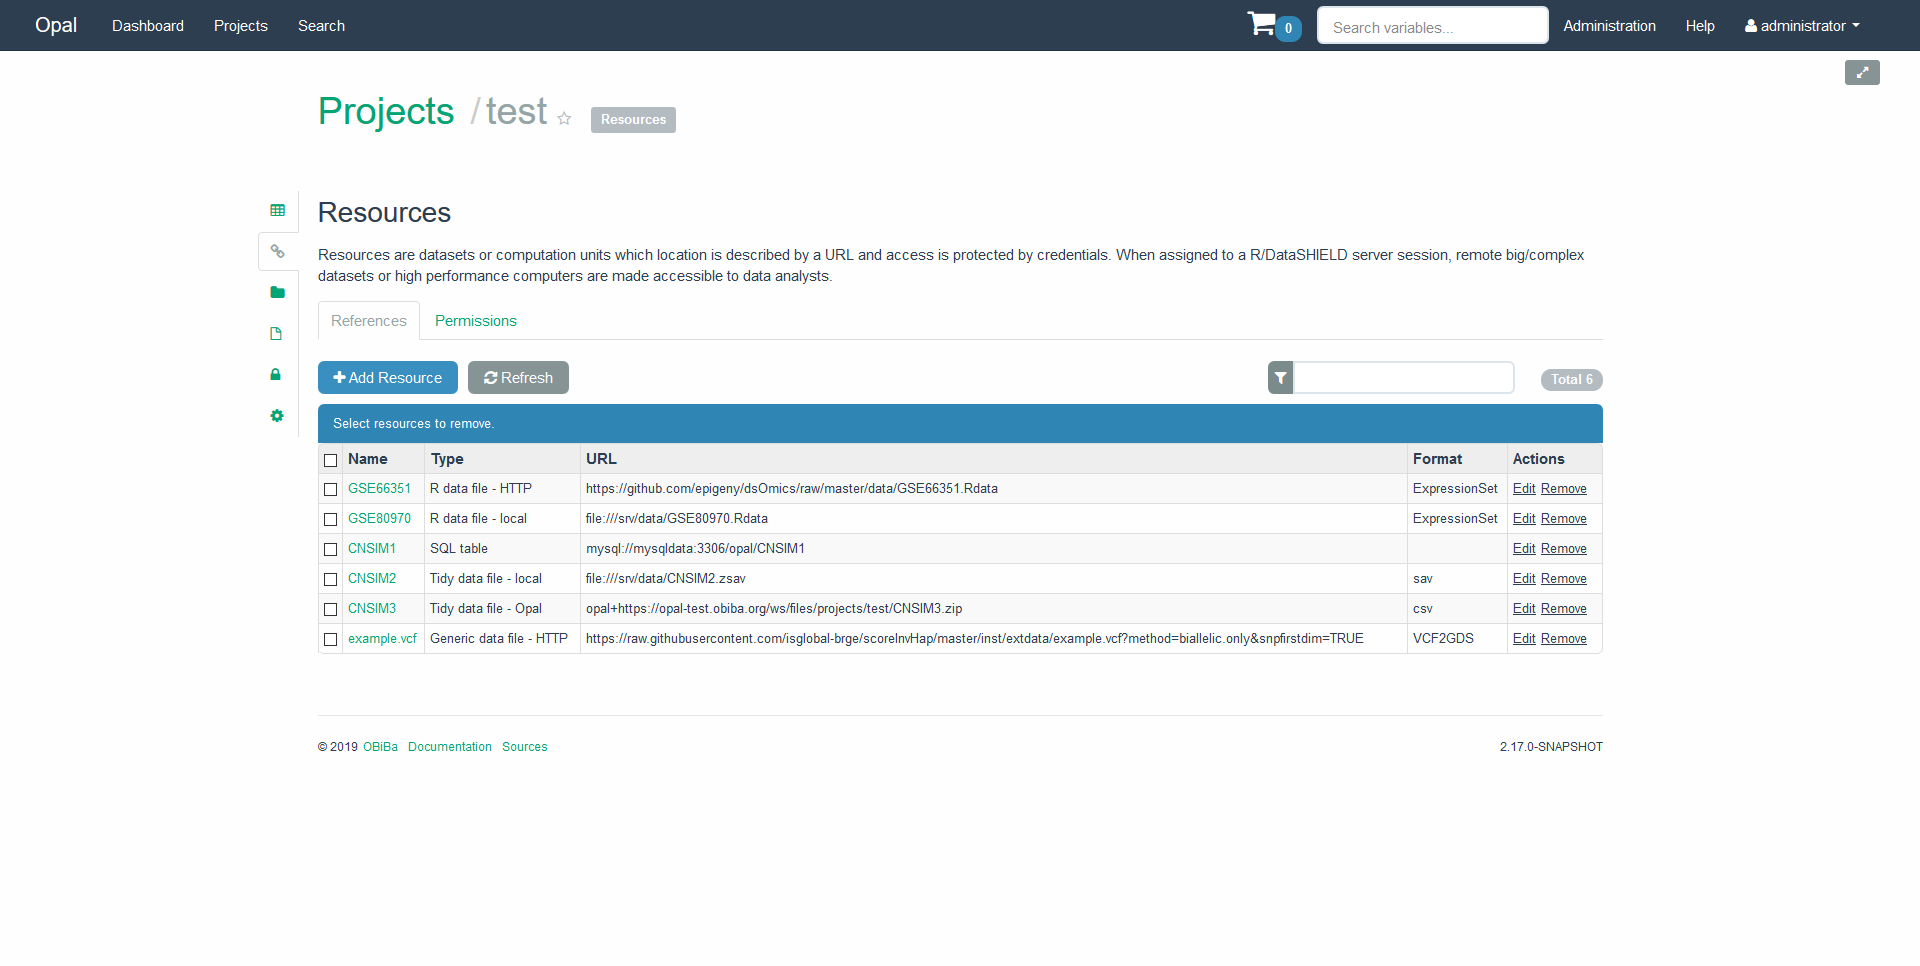 Opal Dashboard Projects Search 0 Search variables... Administration Help administrator
Projects / test Resources
Resources
Resources are datasets or computation units which location is described by a URL and access is protected by credentials. When assigned to a R/DataSHIELD server session, remote big/complex
datasets or high performance computers are made accessible to data analysts.
References Permissions
Add Resource Refresh Total 6
Select resources to remove.
Name Type URL Format Actions
GSE66351 R data file - HTTP https://github.com/epigeny/dsOmics/raw/master/data/GSE66351.Rdata ExpressionSet Edit Remove
GSE80970 R data file - local file:///srv/data/GSE80970.Rdata ExpressionSet Edit Remove
CNSIM1 SQL table mysql://mysqldata:3306/opal/CNSIM1 Edit Remove
CNSIM2 Tidy data file - local file:///srv/data/CNSIM2.zsav sav Edit Remove
CNSIM3 Tidy data file - Opal opal+https://opal-test.obiba.org/ws/files/projects/test/CNSIM3.zip csv Edit Remove
example.vcf Generic data file - HTTP https://raw.githubusercontent.com/isglobal-brge/scoreInvHap/master/inst/extdata/example.vcf?method=biallelic.only&snpfirstdim=TRUE VCF2GDS Edit Remove
© 2019 OBiBa Documentation Sources 2.17.0-SNAPSHOT